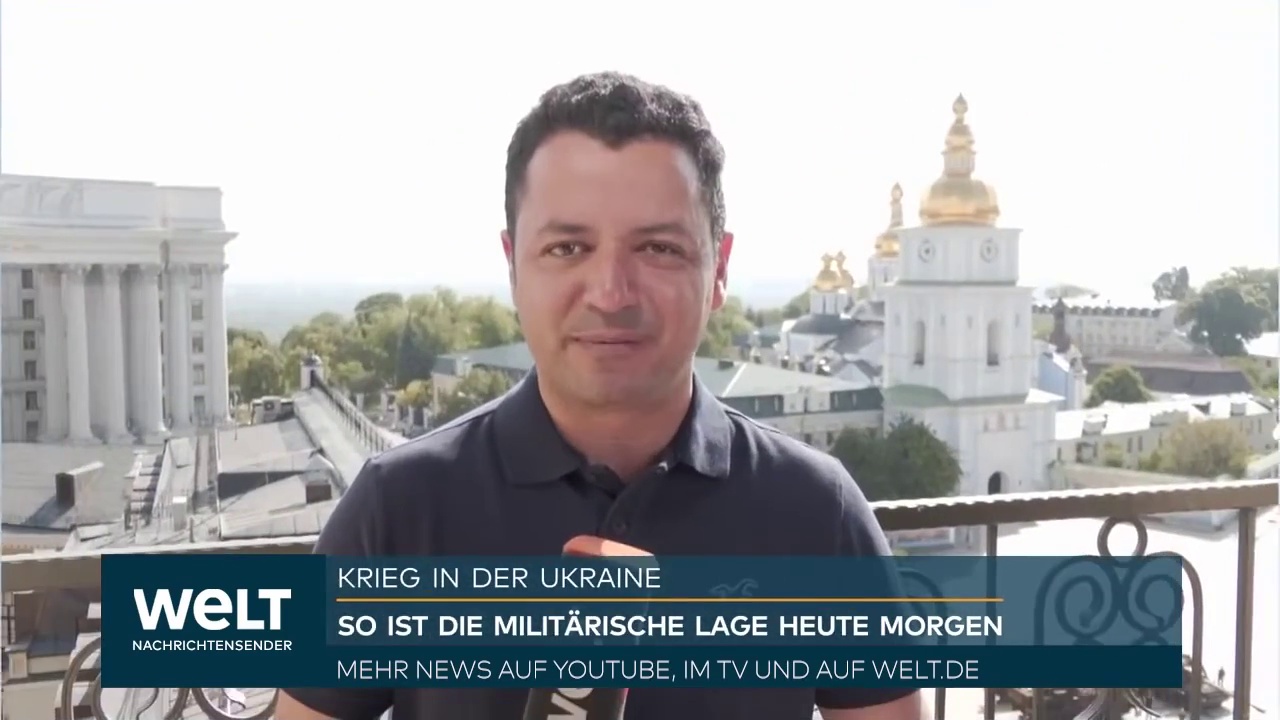 KRIEG IN DER UKRAINE
WELT
SO IST DIE MILITÄRISCHE LAGE HEUTE MORGEN
NACHRICHTENSENDER
MEHR NEWS AUF YOUTUBE, IM TV UND AUF WELT.DE